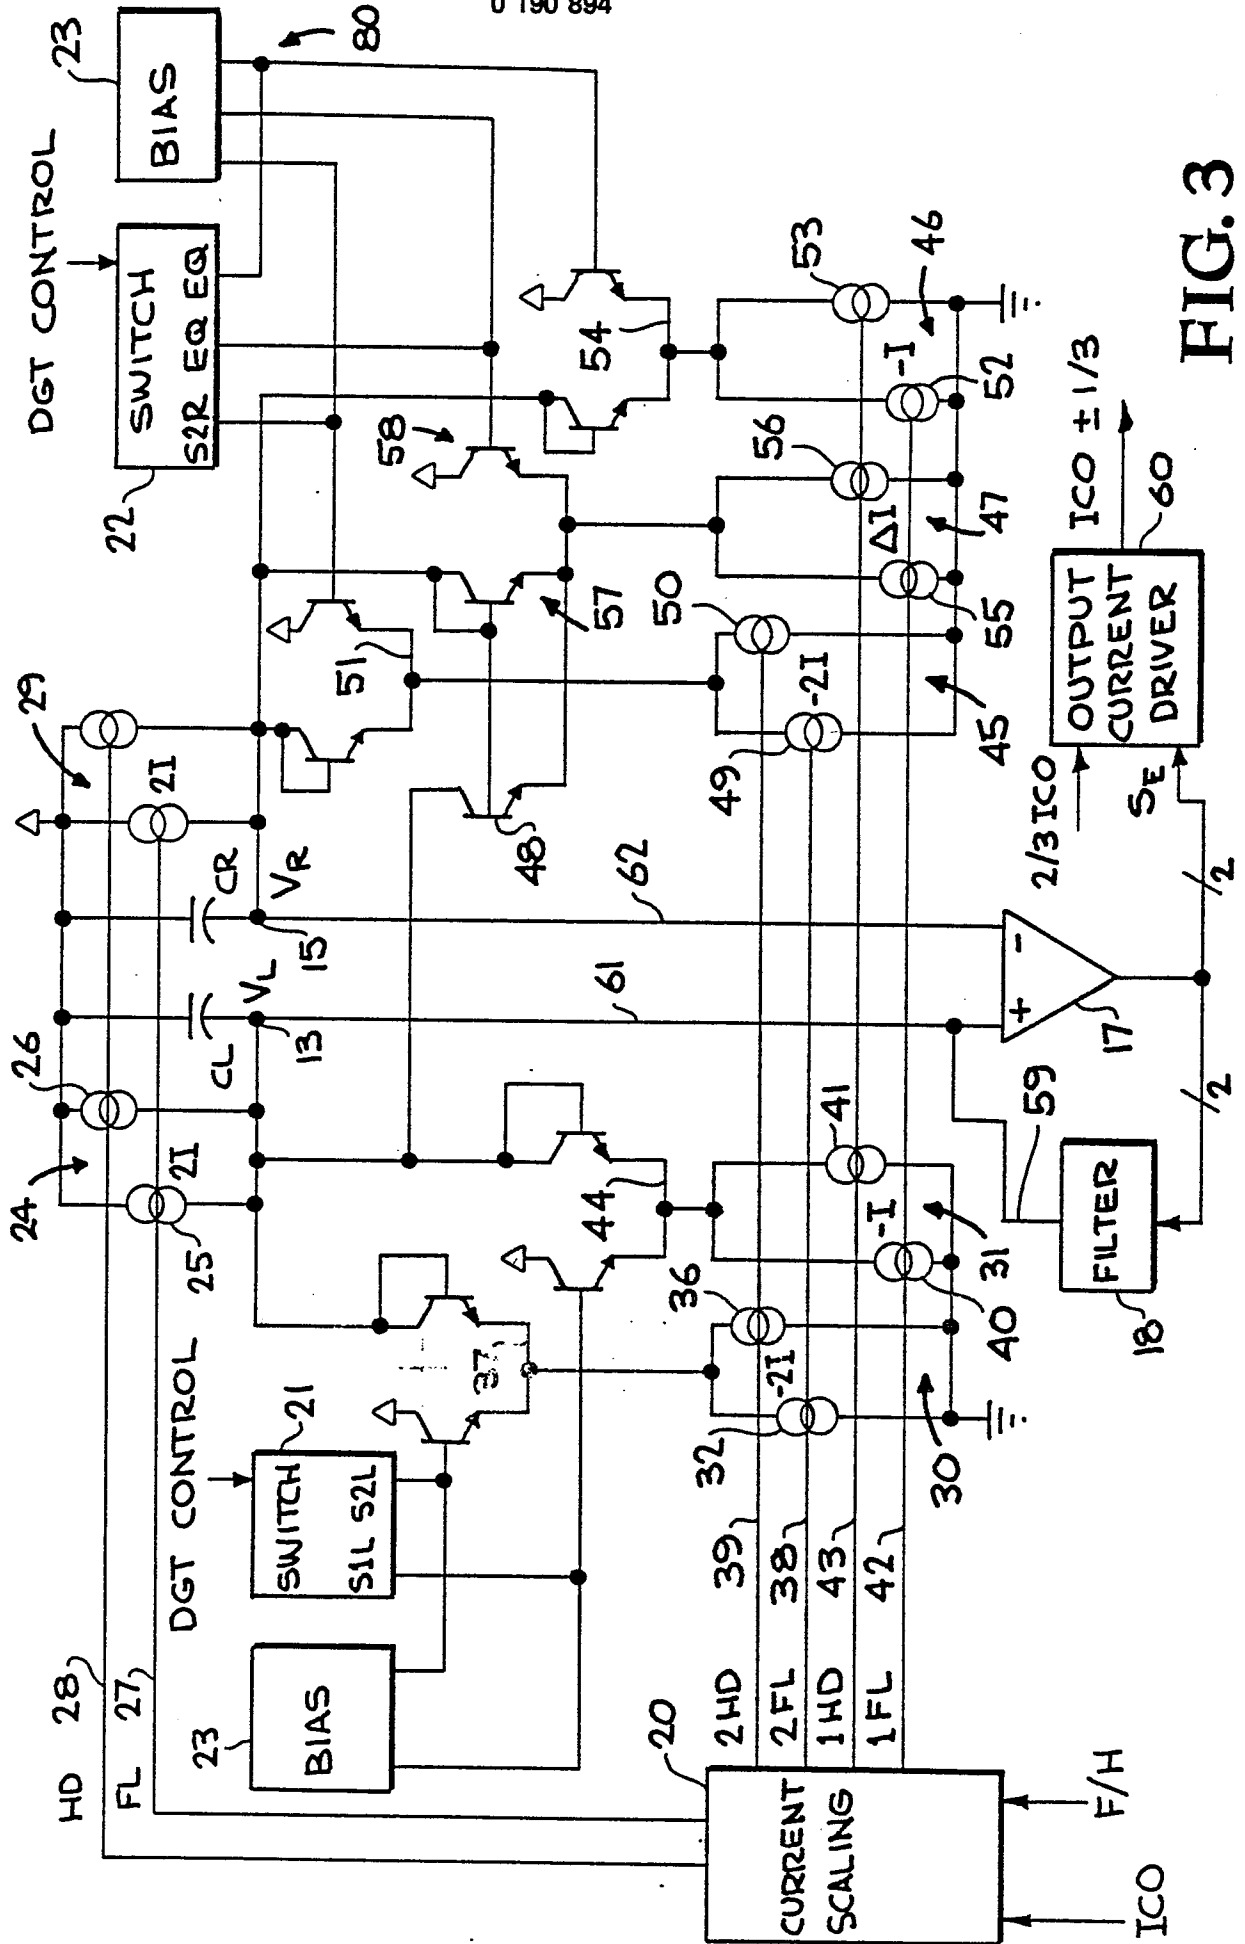 0 190 894
HD 28
FL 27
24
26
29
25
2I
CL
VL
13
15
CR
VR
2I
DGT CONTROL
22
SWITCH
S2R EQ EQ
23
BIAS
80
DGT CONTROL
23
BIAS
21
SWITCH
S1L S2L
37
44
48
51
57
58
54
61
62
20
CURRENT
SCALING
ICO
F/H
2HD 39
2FL 38
1HD 43
1FL 42
32
-2I
36
30
40
-I
41
31
49
-2I
50
45
55
ΔI
56
47
52
-I
53
46
18
FILTER
59
17
+
-
2
2
2/3 ICO
SE
OUTPUT
CURRENT
DRIVER
60
ICO ± 1/3
FIG. 3